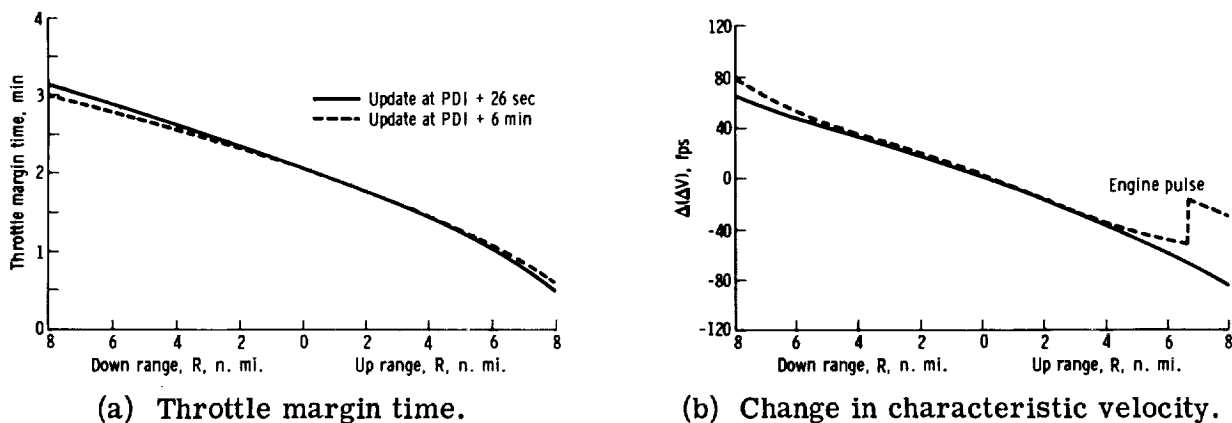 4
3
2
1
0
Throttle margin time, min
Update at PDI + 26 sec
Update at PDI + 6 min
8 6 4 2 0 2 4 6 8
Down range, R, n. mi. Up range, R, n. mi.
(a) Throttle margin time.
120
80
40
0
-40
-80
-120
Δ(ΔV), fps
Engine pulse
8 6 4 2 0 2 4 6 8
Down range, R, n. mi. Up range, R, n. mi.
(b) Change in characteristic velocity.